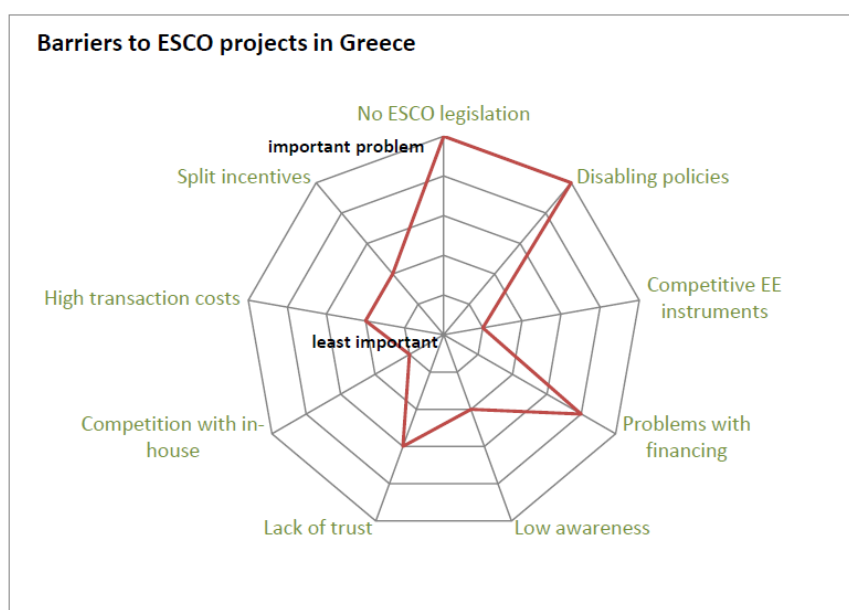 Barriers to ESCO projects in Greece
No ESCO legislation
important problem
Split incentives
Disabling policies
High transaction costs
Competitive EE
instruments
least important
Competition with in-
house
Problems with
financing
Lack of trust
Low awareness